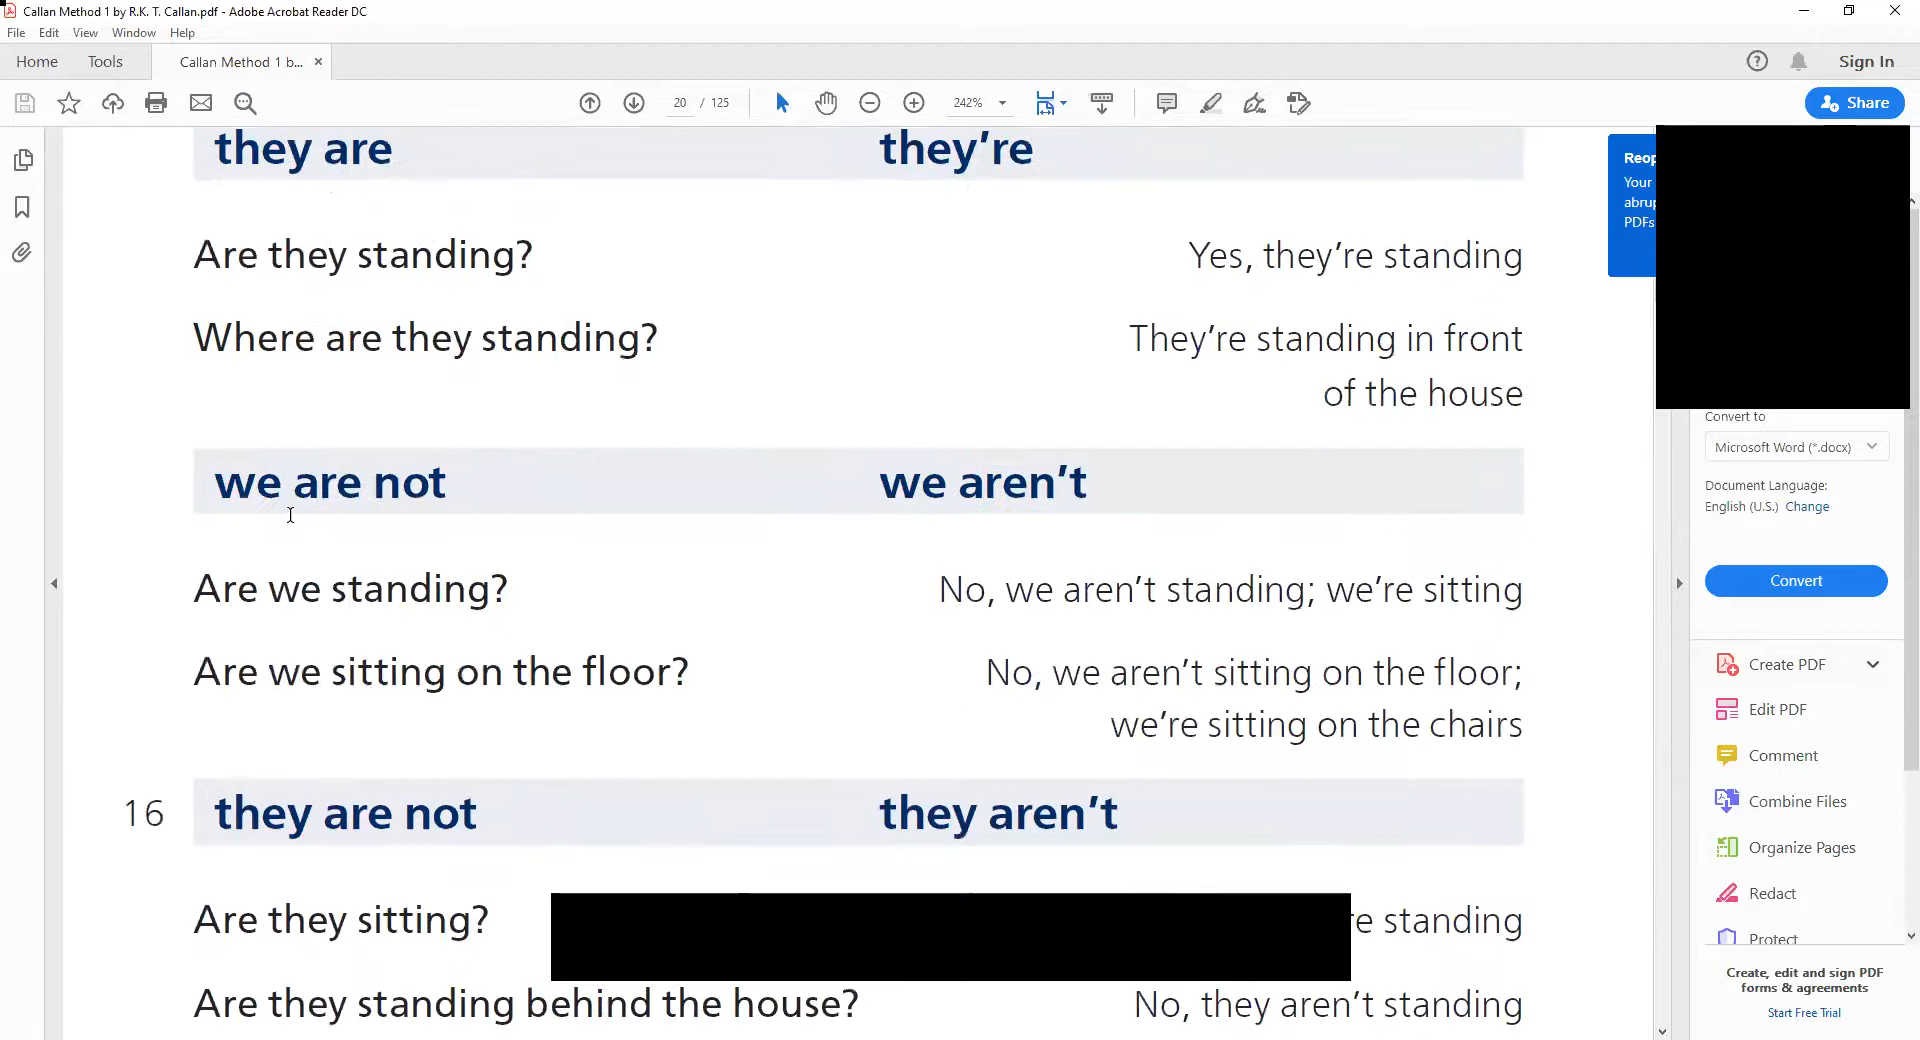 Callan Method 1 by R.K. T. Callan.pdf - Adobe Acrobat Reader DC
File Edit View Window Help
Home Tools Callan Method 1 b... × Sign In
20 / 125 242% Share
they are they’re
Are they standing? Yes, they’re standing
Where are they standing? They’re standing in front
of the house
we are not we aren’t
Are we standing? No, we aren’t standing; we’re sitting
Are we sitting on the floor? No, we aren’t sitting on the floor;
we’re sitting on the chairs
16 they are not they aren’t
Are they sitting? standing
Are they standing behind the house? No, they aren’t standing
Your
PDFs
Convert to
Microsoft Word (*.docx)
Document Language:
English (U.S.) Change
Convert
Create PDF
Edit PDF
Comment
Combine Files
Organize Pages
Redact
Protect
Create, edit and sign PDF
forms & agreements
Start Free Trial